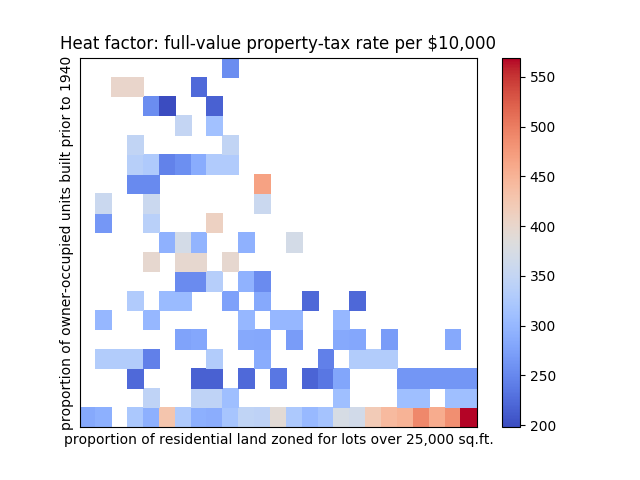 Heat factor: full-value property-tax rate per $10,000
proportion of owner-occupied units built prior to 1940
proportion of residential land zoned for lots over 25,000 sq.ft.
550
500
450
400
350
300
250
200